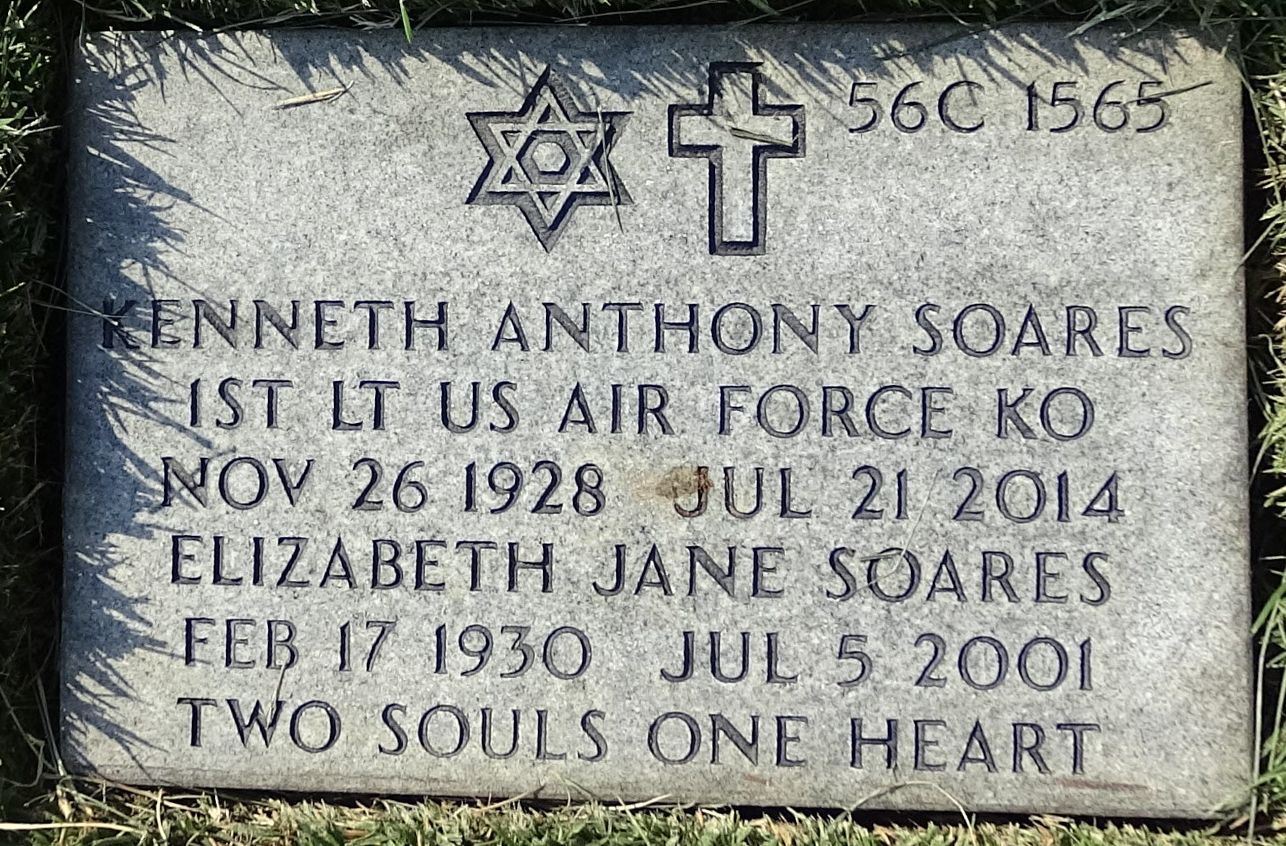 56C 1565
KENNETH ANTHONY SOARES
1ST LT US AIR FORCE KO
NOV 26 1928 JUL 21 2014
ELIZABETH JANE SOARES
FEB 17 1930 JUL 5 2001
TWO SOULS ONE HEART